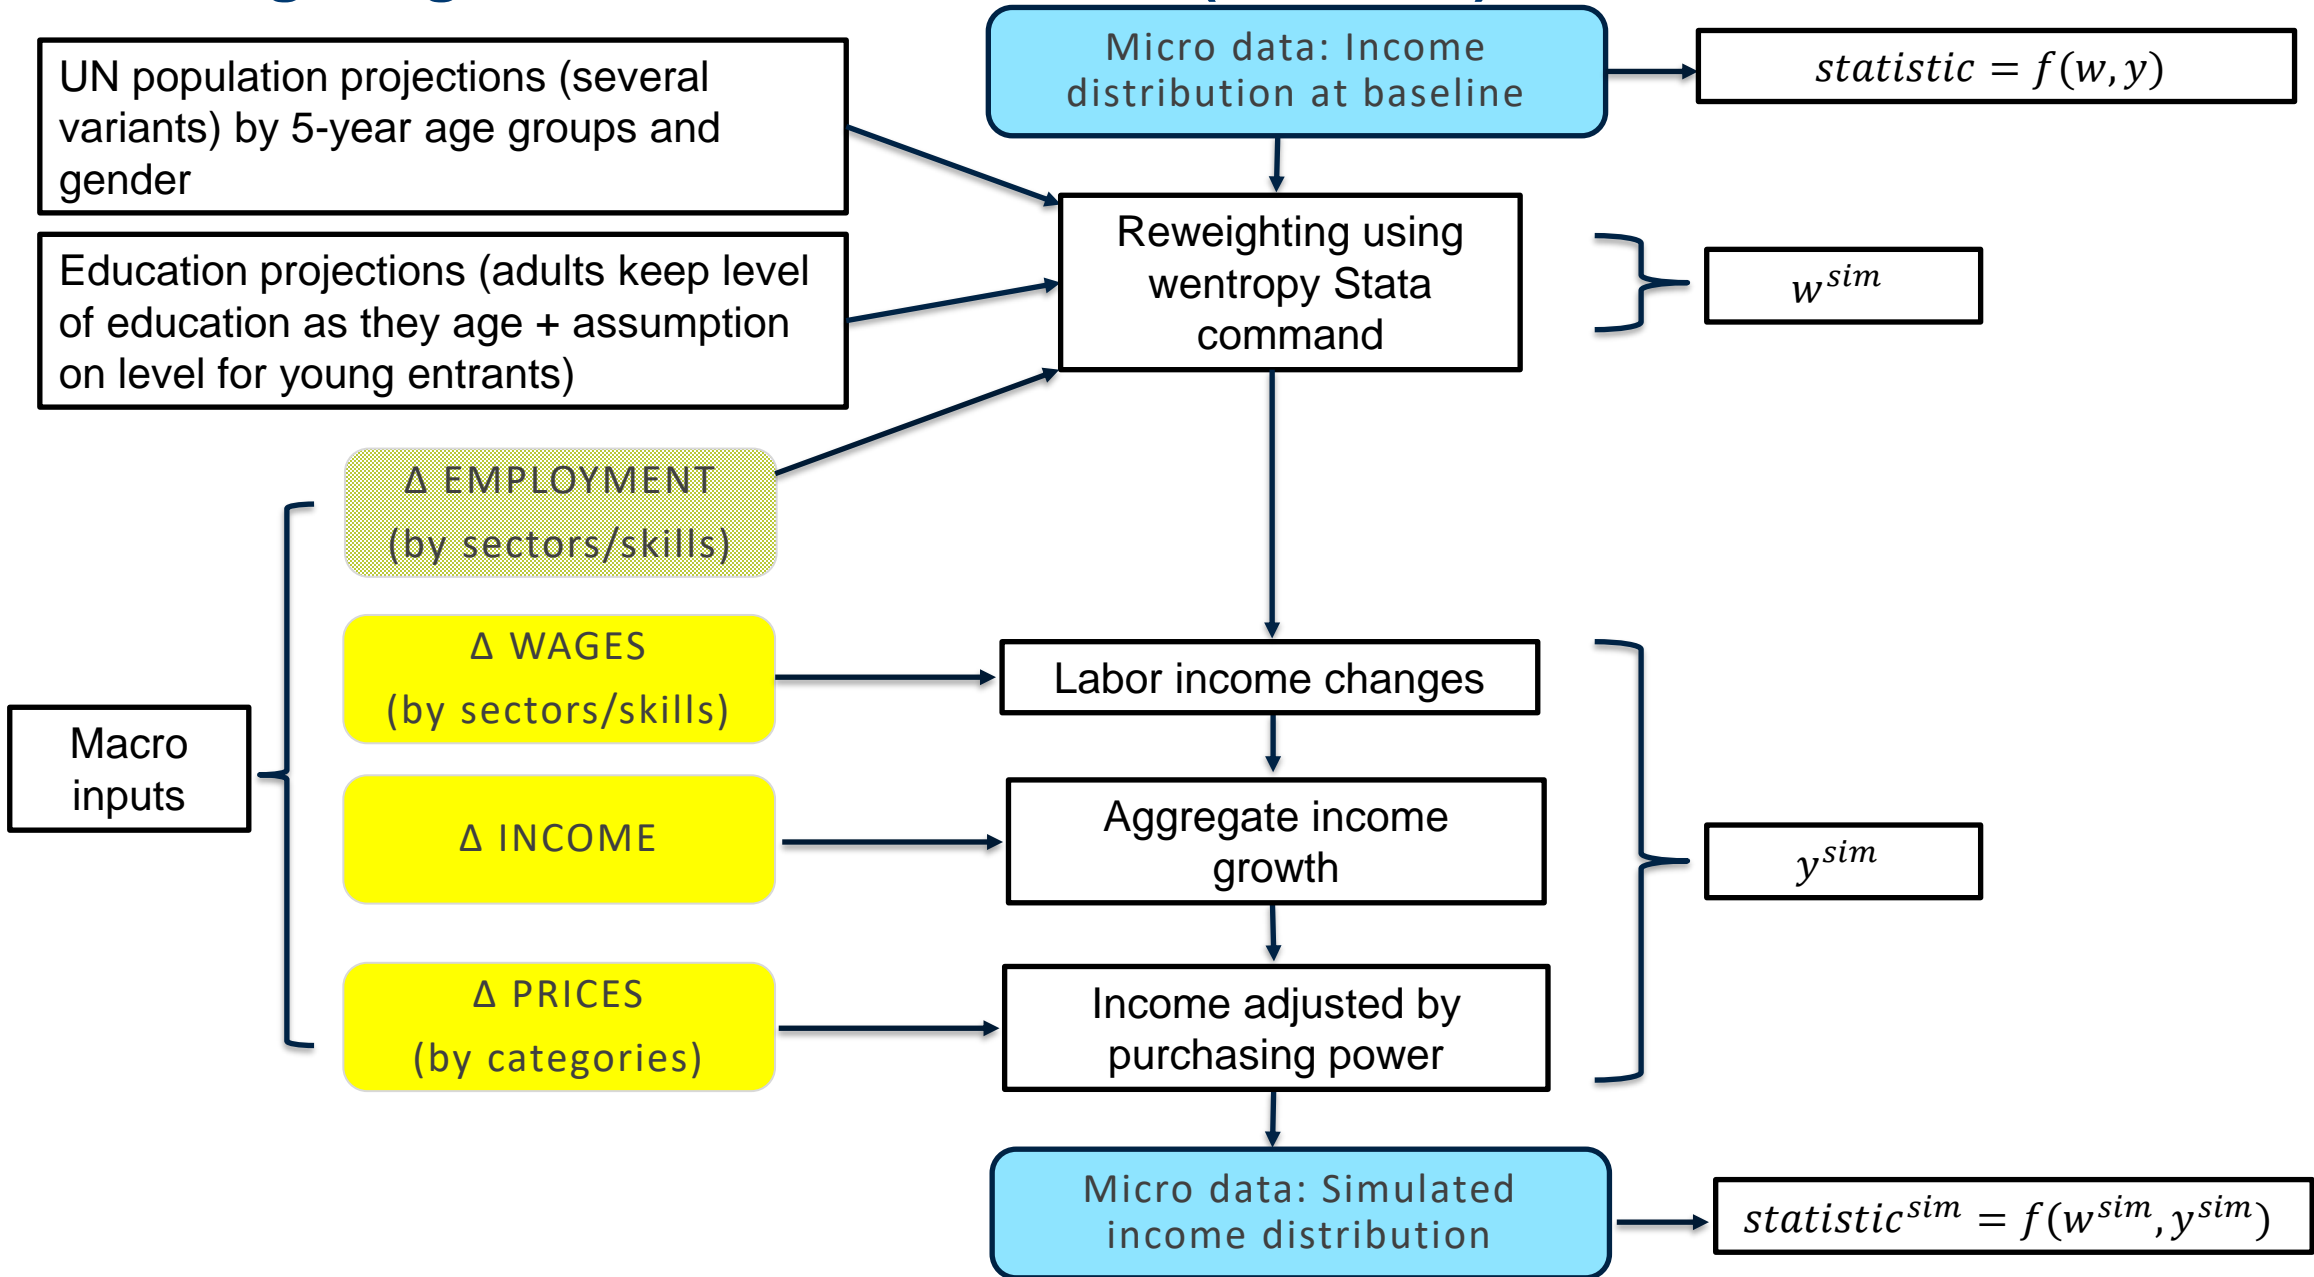 Micro data: Income
distribution at baseline
statistic = f(w, y)
UN population projections (several
variants) by 5-year age groups and
gender
Reweighting using
wentropy Stata
command
w^sim
Education projections (adults keep level
of education as they age + assumption
on level for young entrants)
Δ EMPLOYMENT
(by sectors/skills)
Δ WAGES
(by sectors/skills)
Labor income changes
Macro
inputs
Δ INCOME
Aggregate income
growth
y^sim
Δ PRICES
(by categories)
Income adjusted by
purchasing power
Micro data: Simulated
income distribution
statistic^sim = f(w^sim, y^sim)